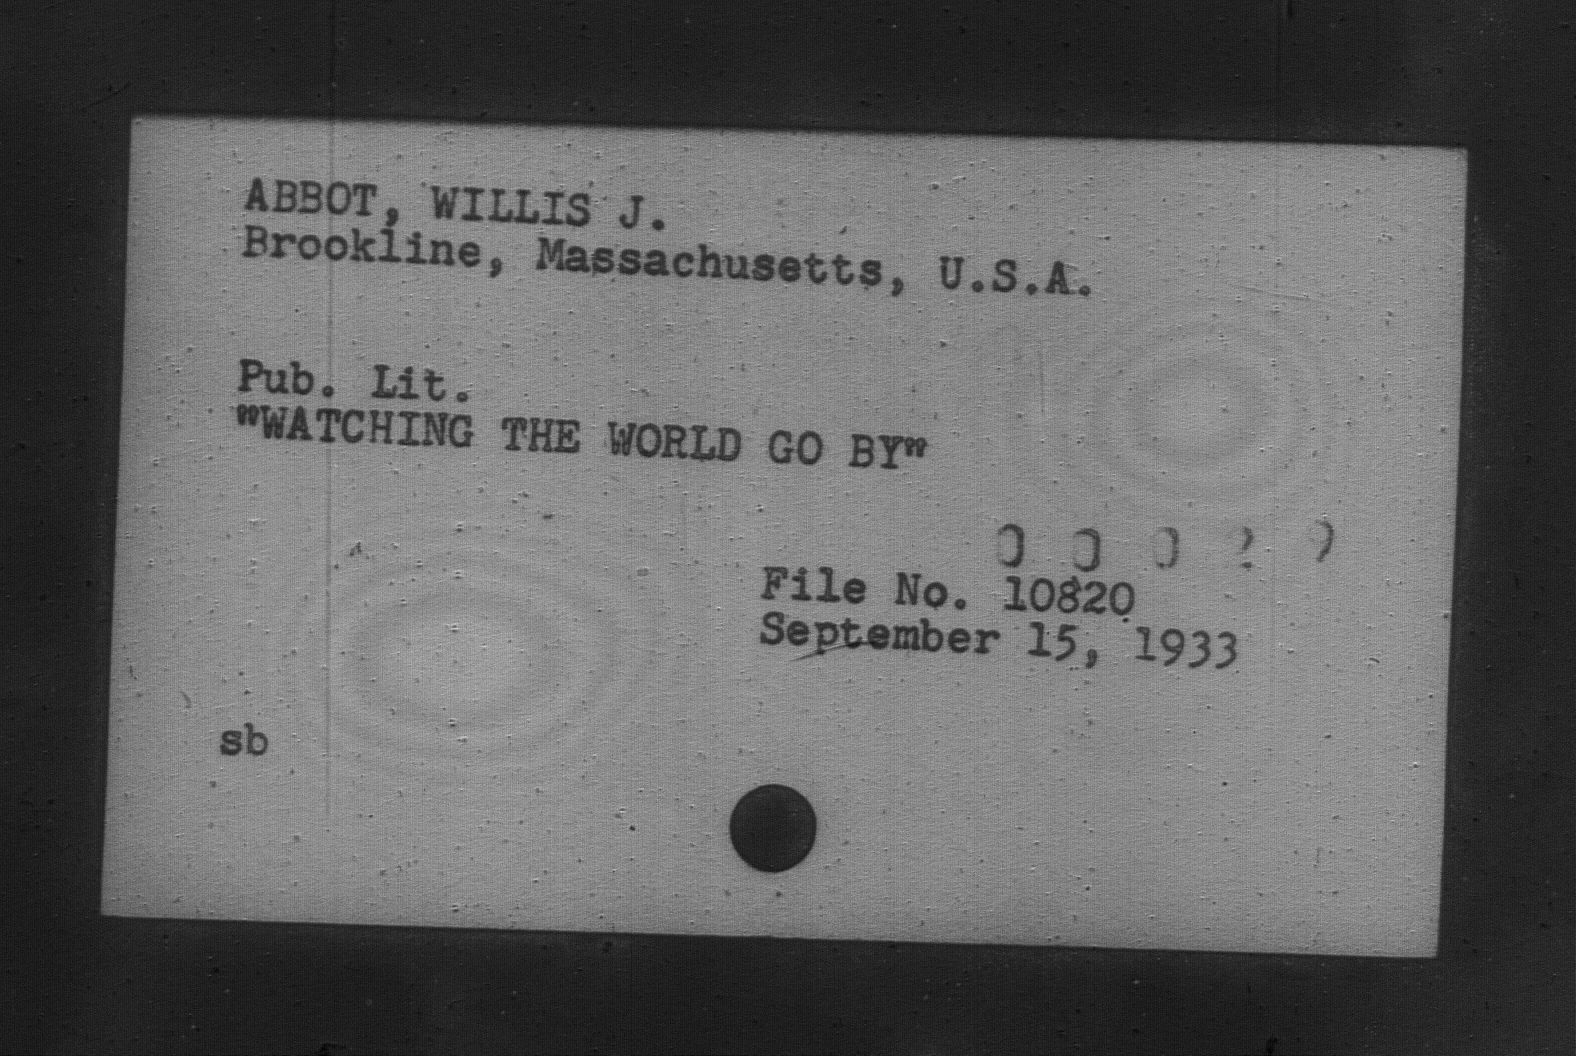 ABBOT, WILLIS J.
Brookline, Massachusetts, U.S.A.
Pub. Lit.
"WATCHING THE WORLD GO BY"
File No. 10820
September 15, 1933
sb